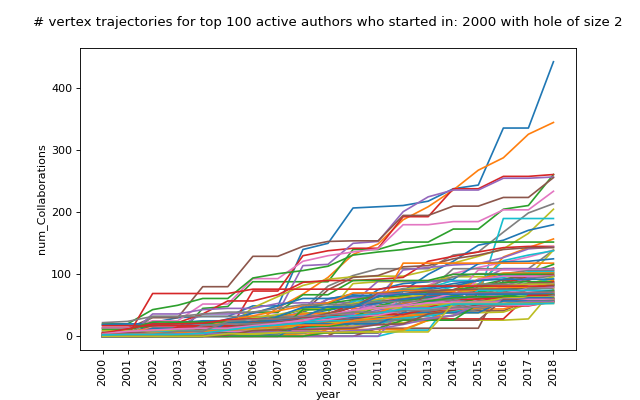 # vertex trajectories for top 100 active authors who started in: 2000 with hole of size 2
400
300
200
100
0
num_Collaborations
2000 2001 2002 2003 2004 2005 2006 2007 2008 2009 2010 2011 2012 2013 2014 2015 2016 2017 2018
year